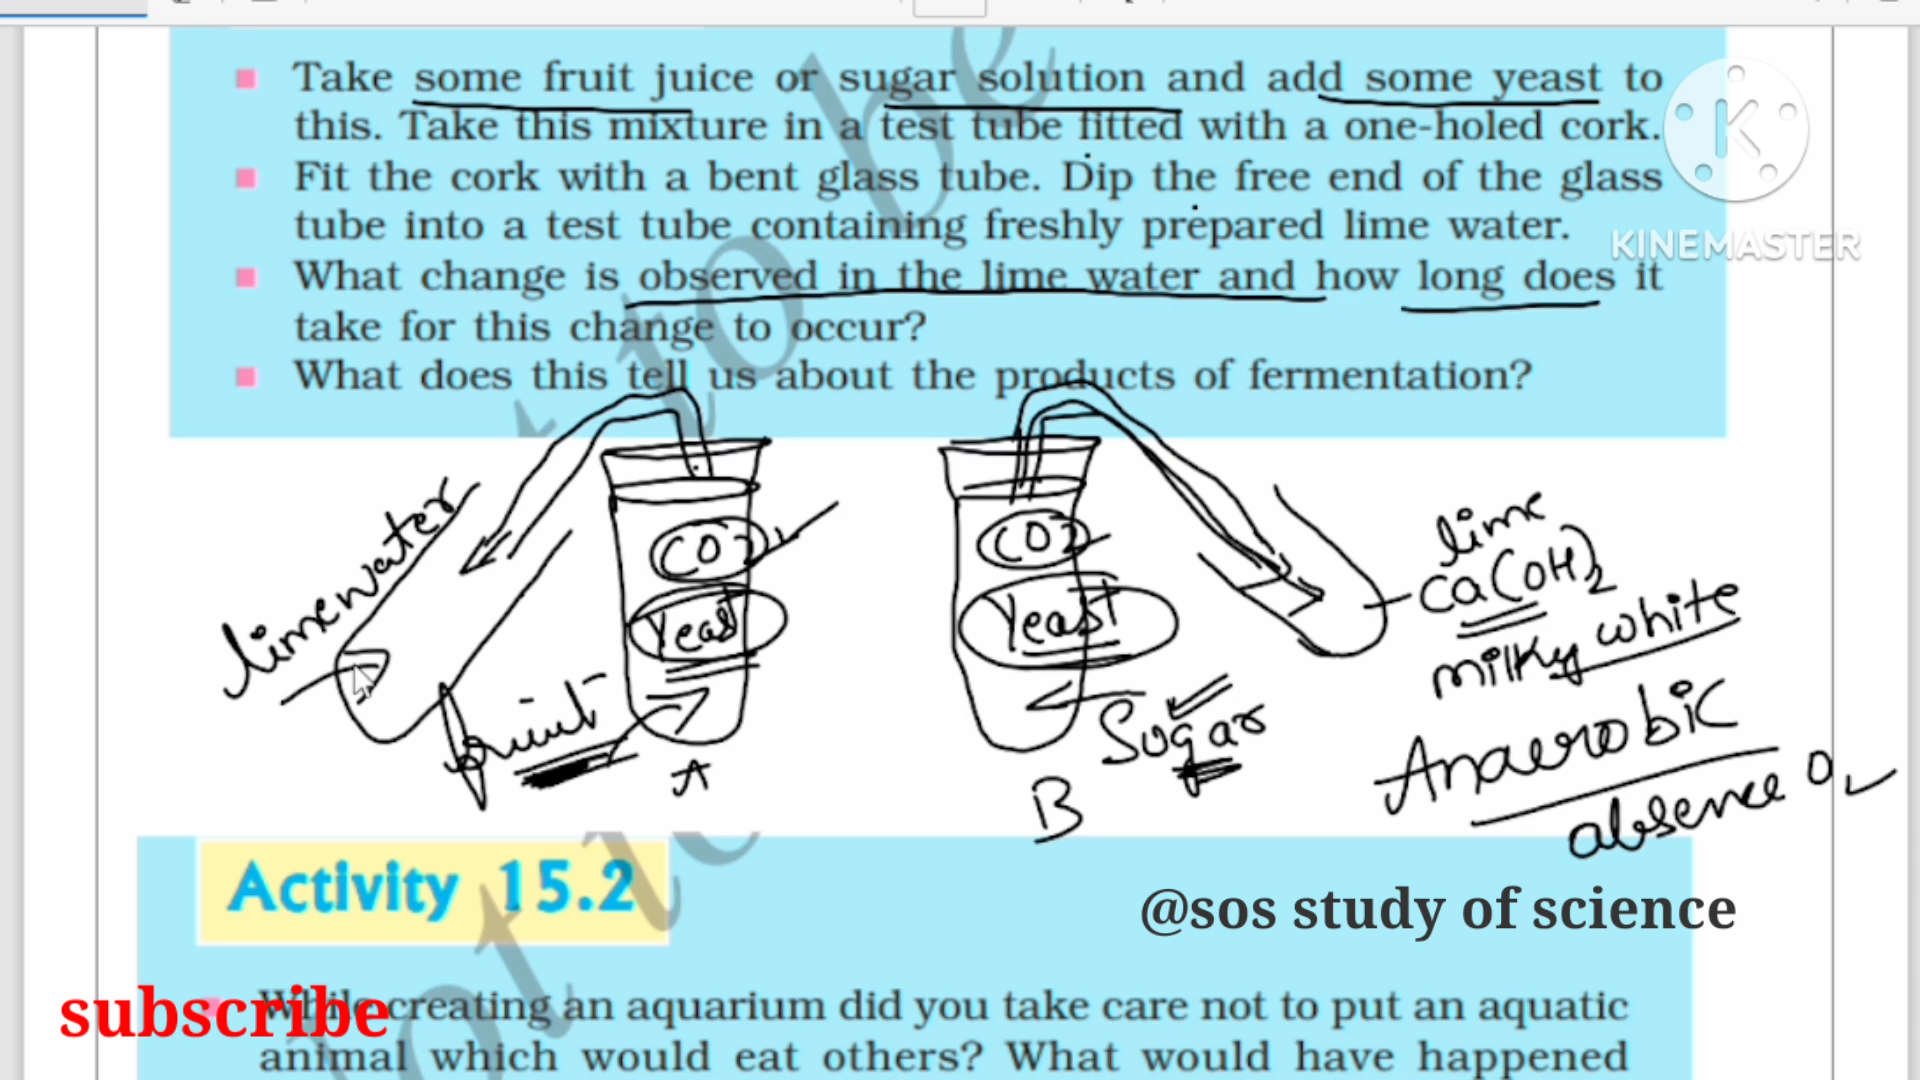 Take some fruit juice or sugar solution and add some yeast to
this. Take this mixture in a test tube fitted with a one-holed cork.
Fit the cork with a bent glass tube. Dip the free end of the glass
tube into a test tube containing freshly prepared lime water.
KINEMASTER
What change is observed in the lime water and how long does it
take for this change to occur?
What does this tell us about the products of fermentation?
limewater
CO2
Yeast
A
CO2
Yeast
Sugar
B
lime
Ca(OH)2
milky white
Anaerobic
absence O2
Activity 15.2
@sos study of science
subscribe
While creating an aquarium did you take care not to put an aquatic
animal which would eat others? What would have happened